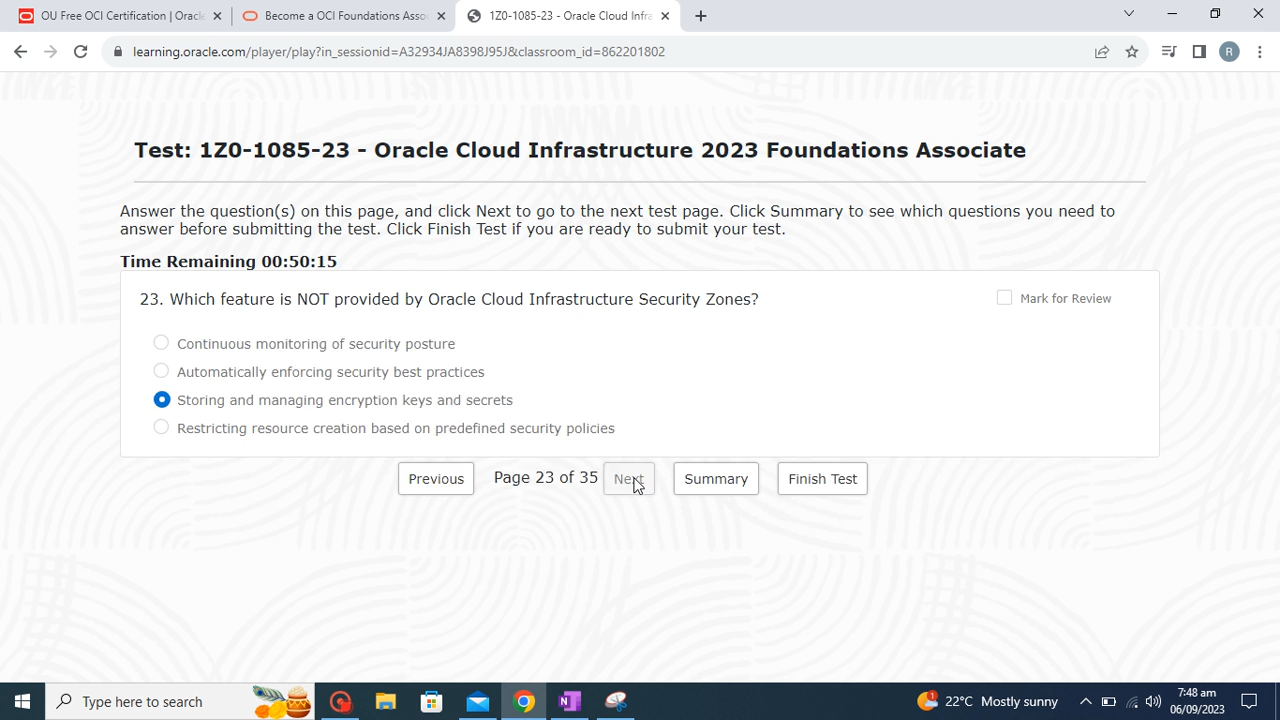 OU Free OCI Certification | Oracle
Become a OCI Foundations Asso
1Z0-1085-23 - Oracle Cloud Infra
learning.oracle.com/player/play?in_sessionid=A32934JA8398J95J&classroom_id=862201802
R
Test: 1Z0-1085-23 - Oracle Cloud Infrastructure 2023 Foundations Associate
Answer the question(s) on this page, and click Next to go to the next test page. Click Summary to see which questions you need to
answer before submitting the test. Click Finish Test if you are ready to submit your test.
Time Remaining 00:50:15
23. Which feature is NOT provided by Oracle Cloud Infrastructure Security Zones?
Mark for Review
Continuous monitoring of security posture
Automatically enforcing security best practices
Storing and managing encryption keys and secrets
Restricting resource creation based on predefined security policies
Previous
Page 23 of 35
Next
Summary
Finish Test
Type here to search
1
22°C Mostly sunny
7:48 am
06/09/2023